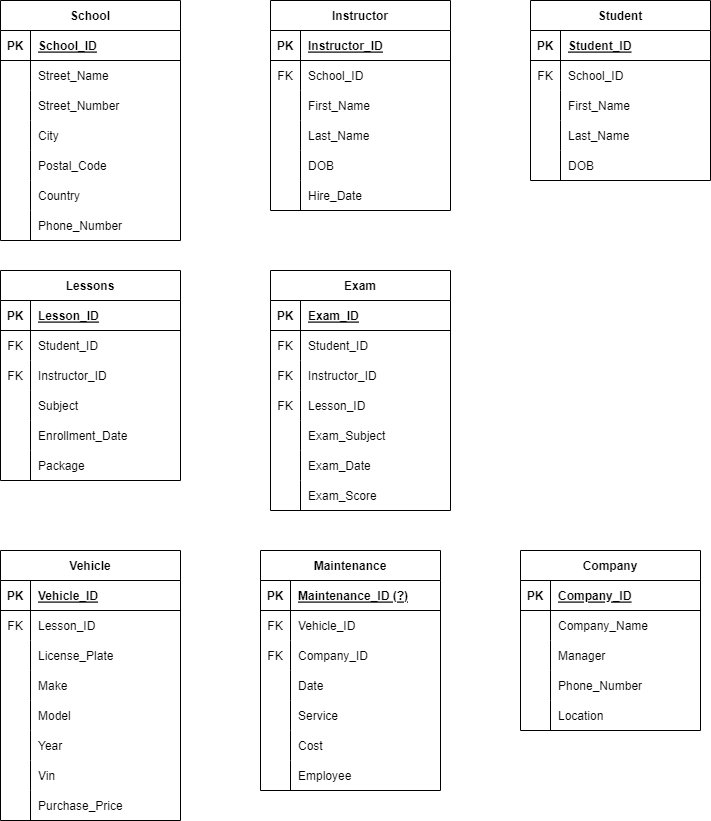 School
PK School_ID
Street_Name
Street_Number
City
Postal_Code
Country
Phone_Number
Instructor
PK Instructor_ID
FK School_ID
First_Name
Last_Name
DOB
Hire_Date
Student
PK Student_ID
FK School_ID
First_Name
Last_Name
DOB
Lessons
PK Lesson_ID
FK Student_ID
FK Instructor_ID
Subject
Enrollment_Date
Package
Exam
PK Exam_ID
FK Student_ID
FK Instructor_ID
FK Lesson_ID
Exam_Subject
Exam_Date
Exam_Score
Vehicle
PK Vehicle_ID
FK Lesson_ID
License_Plate
Make
Model
Year
Vin
Purchase_Price
Maintenance
PK Maintenance_ID (?)
FK Vehicle_ID
FK Company_ID
Date
Service
Cost
Employee
Company
PK Company_ID
Company_Name
Manager
Phone_Number
Location